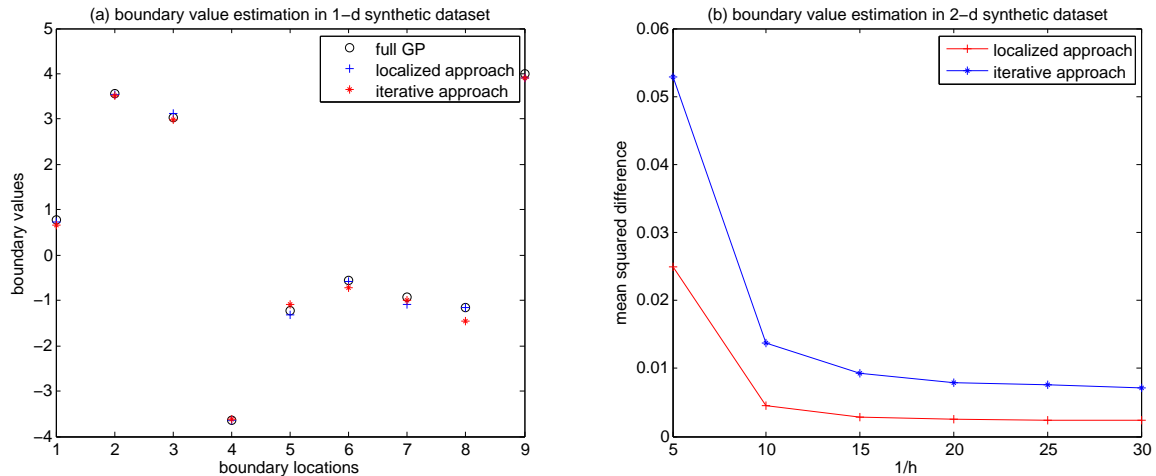 (a) boundary value estimation in 1−d synthetic dataset
5
4
3
2
1
0
−1
−2
−3
−4
boundary values
full GP
localized approach
iterative approach
1 2 3 4 5 6 7 8 9
boundary locations
(b) boundary value estimation in 2−d synthetic dataset
0.06
0.05
0.04
0.03
0.02
0.01
0
mean squared difference
localized approach
iterative approach
5 10 15 20 25 30
1/h